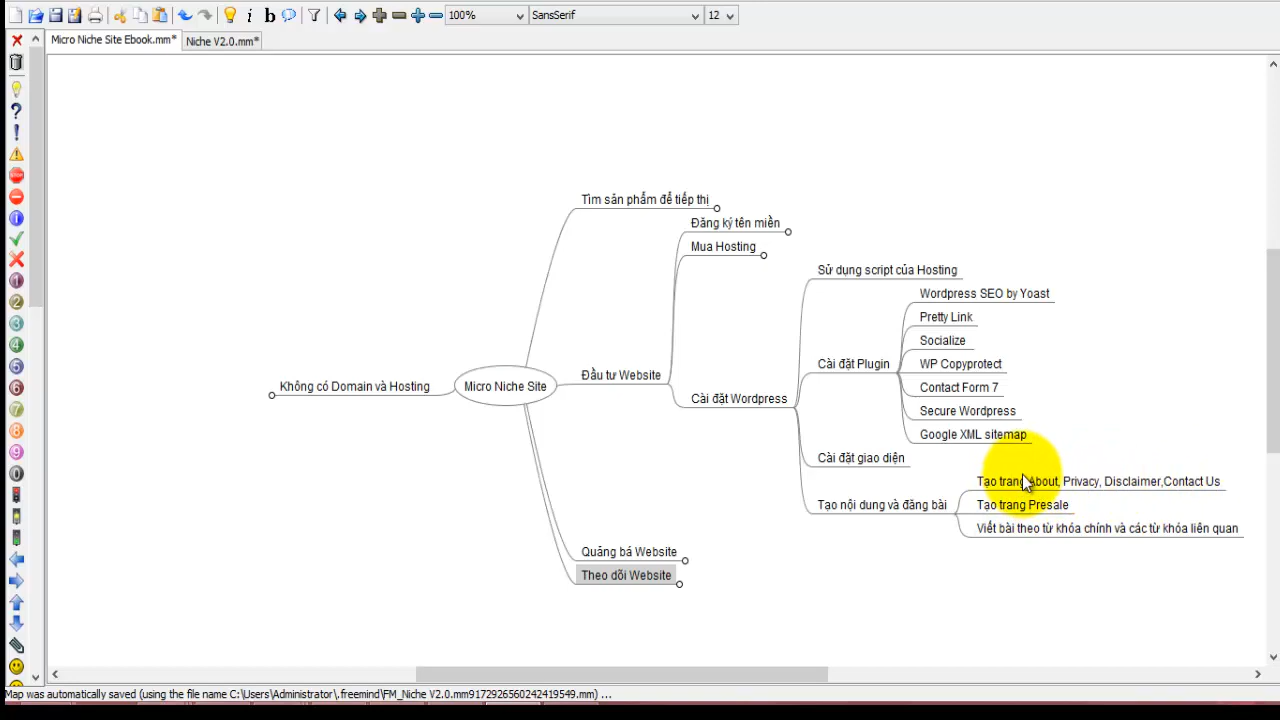 100%
SansSerif
12
Micro Niche Site Ebook.mm*
Niche V2.0.mm*
Tìm sản phẩm để tiếp thị
Đăng ký tên miền
Mua Hosting
Sử dụng script của Hosting
Wordpress SEO by Yoast
Pretty Link
Socialize
WP Copyprotect
Contact Form 7
Secure Wordpress
Google XML sitemap
Cài đặt Plugin
Đầu tư Website
Không có Domain và Hosting
Micro Niche Site
Cài đặt Wordpress
Cài đặt giao diện
Tạo trang About, Privacy, Disclaimer,Contact Us
Tạo nội dung và đăng bài
Tạo trang Presale
Viết bài theo từ khóa chính và các từ khóa liên quan
Quãng bá Website
Theo dõi Website
Map was automatically saved (using the file name C:\Users\Administrator\.freemind\FM_Niche V2.0.mm9172926560242419549.mm) ...